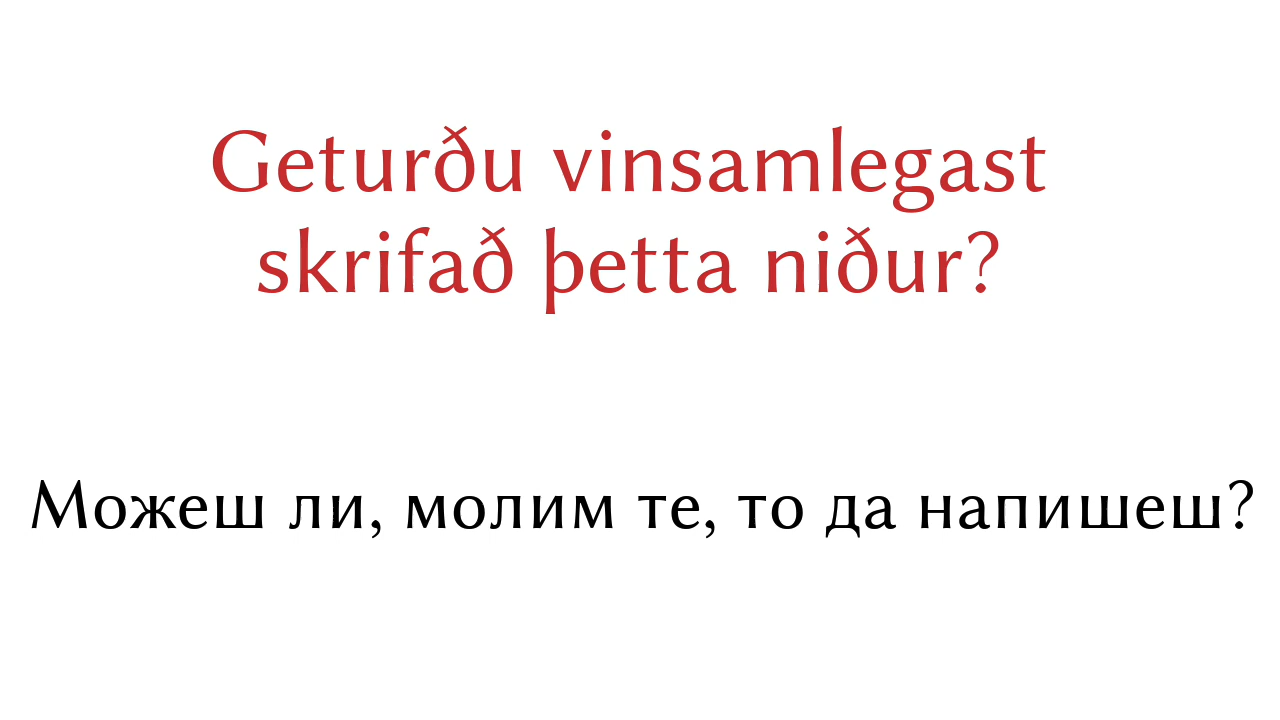 Geturðu vinsamlegast
skrifað þetta niður?
Можеш ли, молим те, то да напишеш?